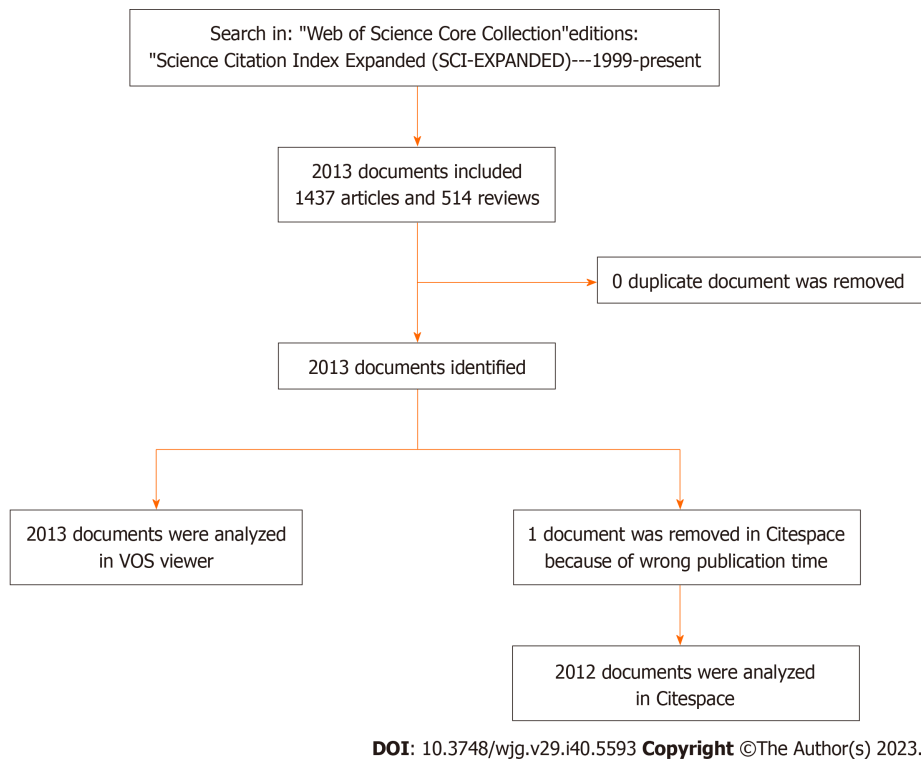 Search in: "Web of Science Core Collection"editions:
"Science Citation Index Expanded (SCI-EXPANDED)---1999-present
2013 documents included
1437 articles and 514 reviews
0 duplicate document was removed
2013 documents identified
2013 documents were analyzed
in VOS viewer
1 document was removed in Citespace
because of wrong publication time
2012 documents were analyzed
in Citespace
DOI: 10.3748/wjg.v29.i40.5593 Copyright ©The Author(s) 2023.